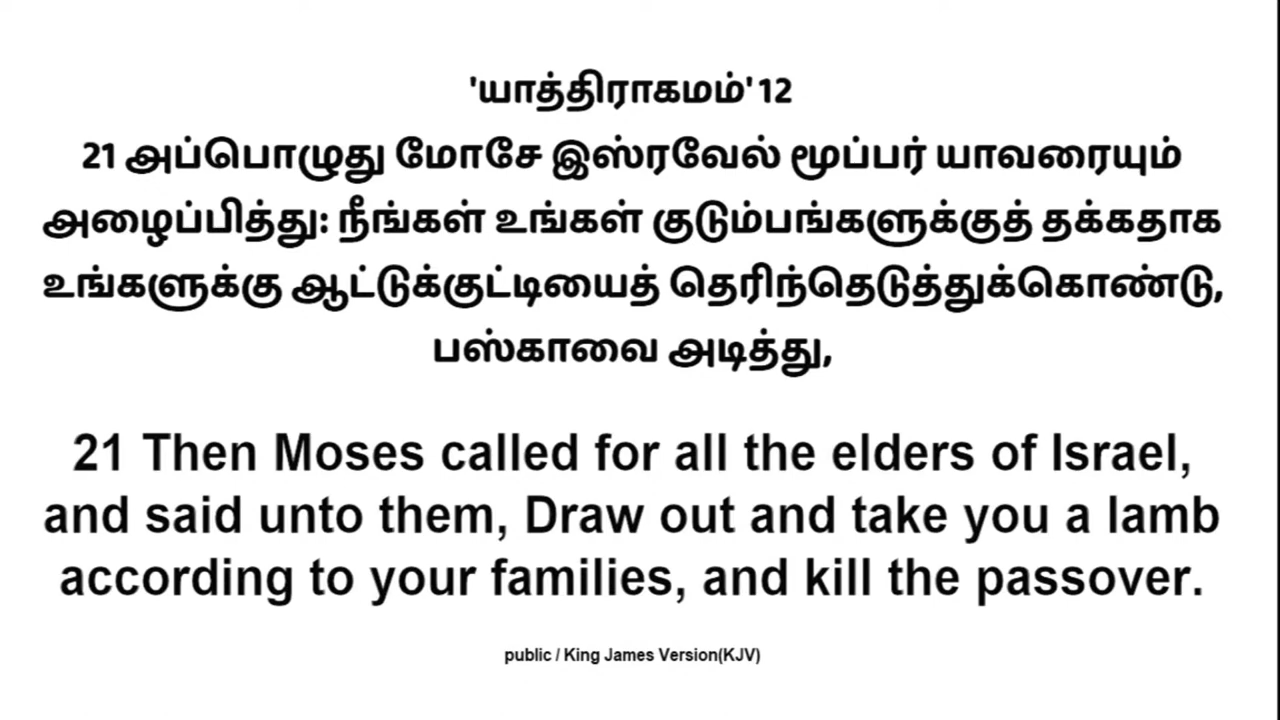 'யாத்திராகமம்' 12
21 அப்பொழுது மோசே இஸ்ரவேல் மூப்பர் யாவரையும்
அழைப்பித்து: நீங்கள் உங்கள் குடும்பங்களுக்குத் தக்கதாக
உங்களுக்கு ஆட்டுக்குட்டியைத் தெரிந்தெடுத்துக்கொண்டு,
பஸ்காவை அடித்து,
21 Then Moses called for all the elders of Israel,
and said unto them, Draw out and take you a lamb
according to your families, and kill the passover.
public / King James Version(KJV)